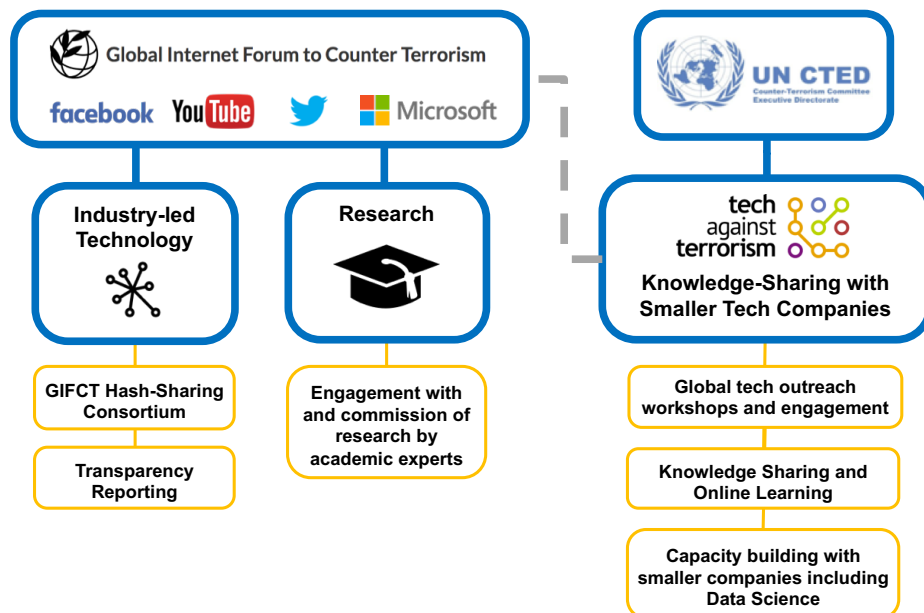 Global Internet Forum to Counter Terrorism
facebook YouTube Microsoft
UN CTED
Counter-Terrorism Committee
Executive Directorate
Industry-led
Technology
Research
tech
against
terrorism
Knowledge-Sharing with
Smaller Tech Companies
GIFCT Hash-Sharing
Consortium
Transparency
Reporting
Engagement with
and commission of
research by
academic experts
Global tech outreach
workshops and engagement
Knowledge Sharing and
Online Learning
Capacity building with
smaller companies including
Data Science